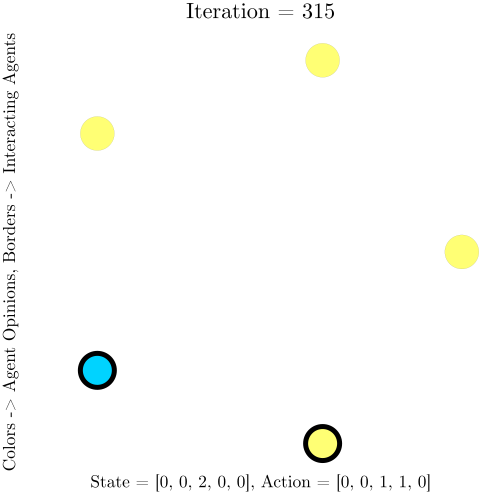 Iteration = 315
Colors -> Agent Opinions, Borders -> Interacting Agents
State = [0, 0, 2, 0, 0], Action = [0, 0, 1, 1, 0]